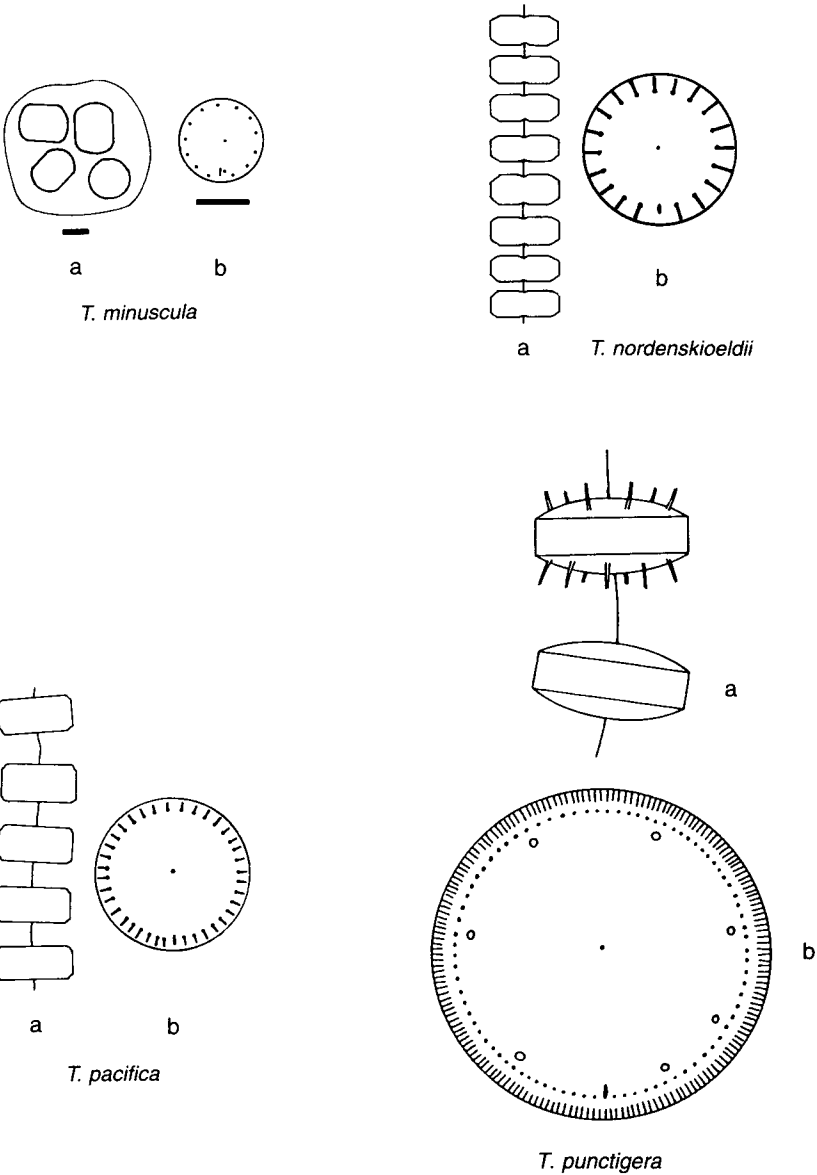 a
b
T. minuscula
b
a
T. nordenskioeldii
a
b
a
b
T. pacifica
T. punctigera